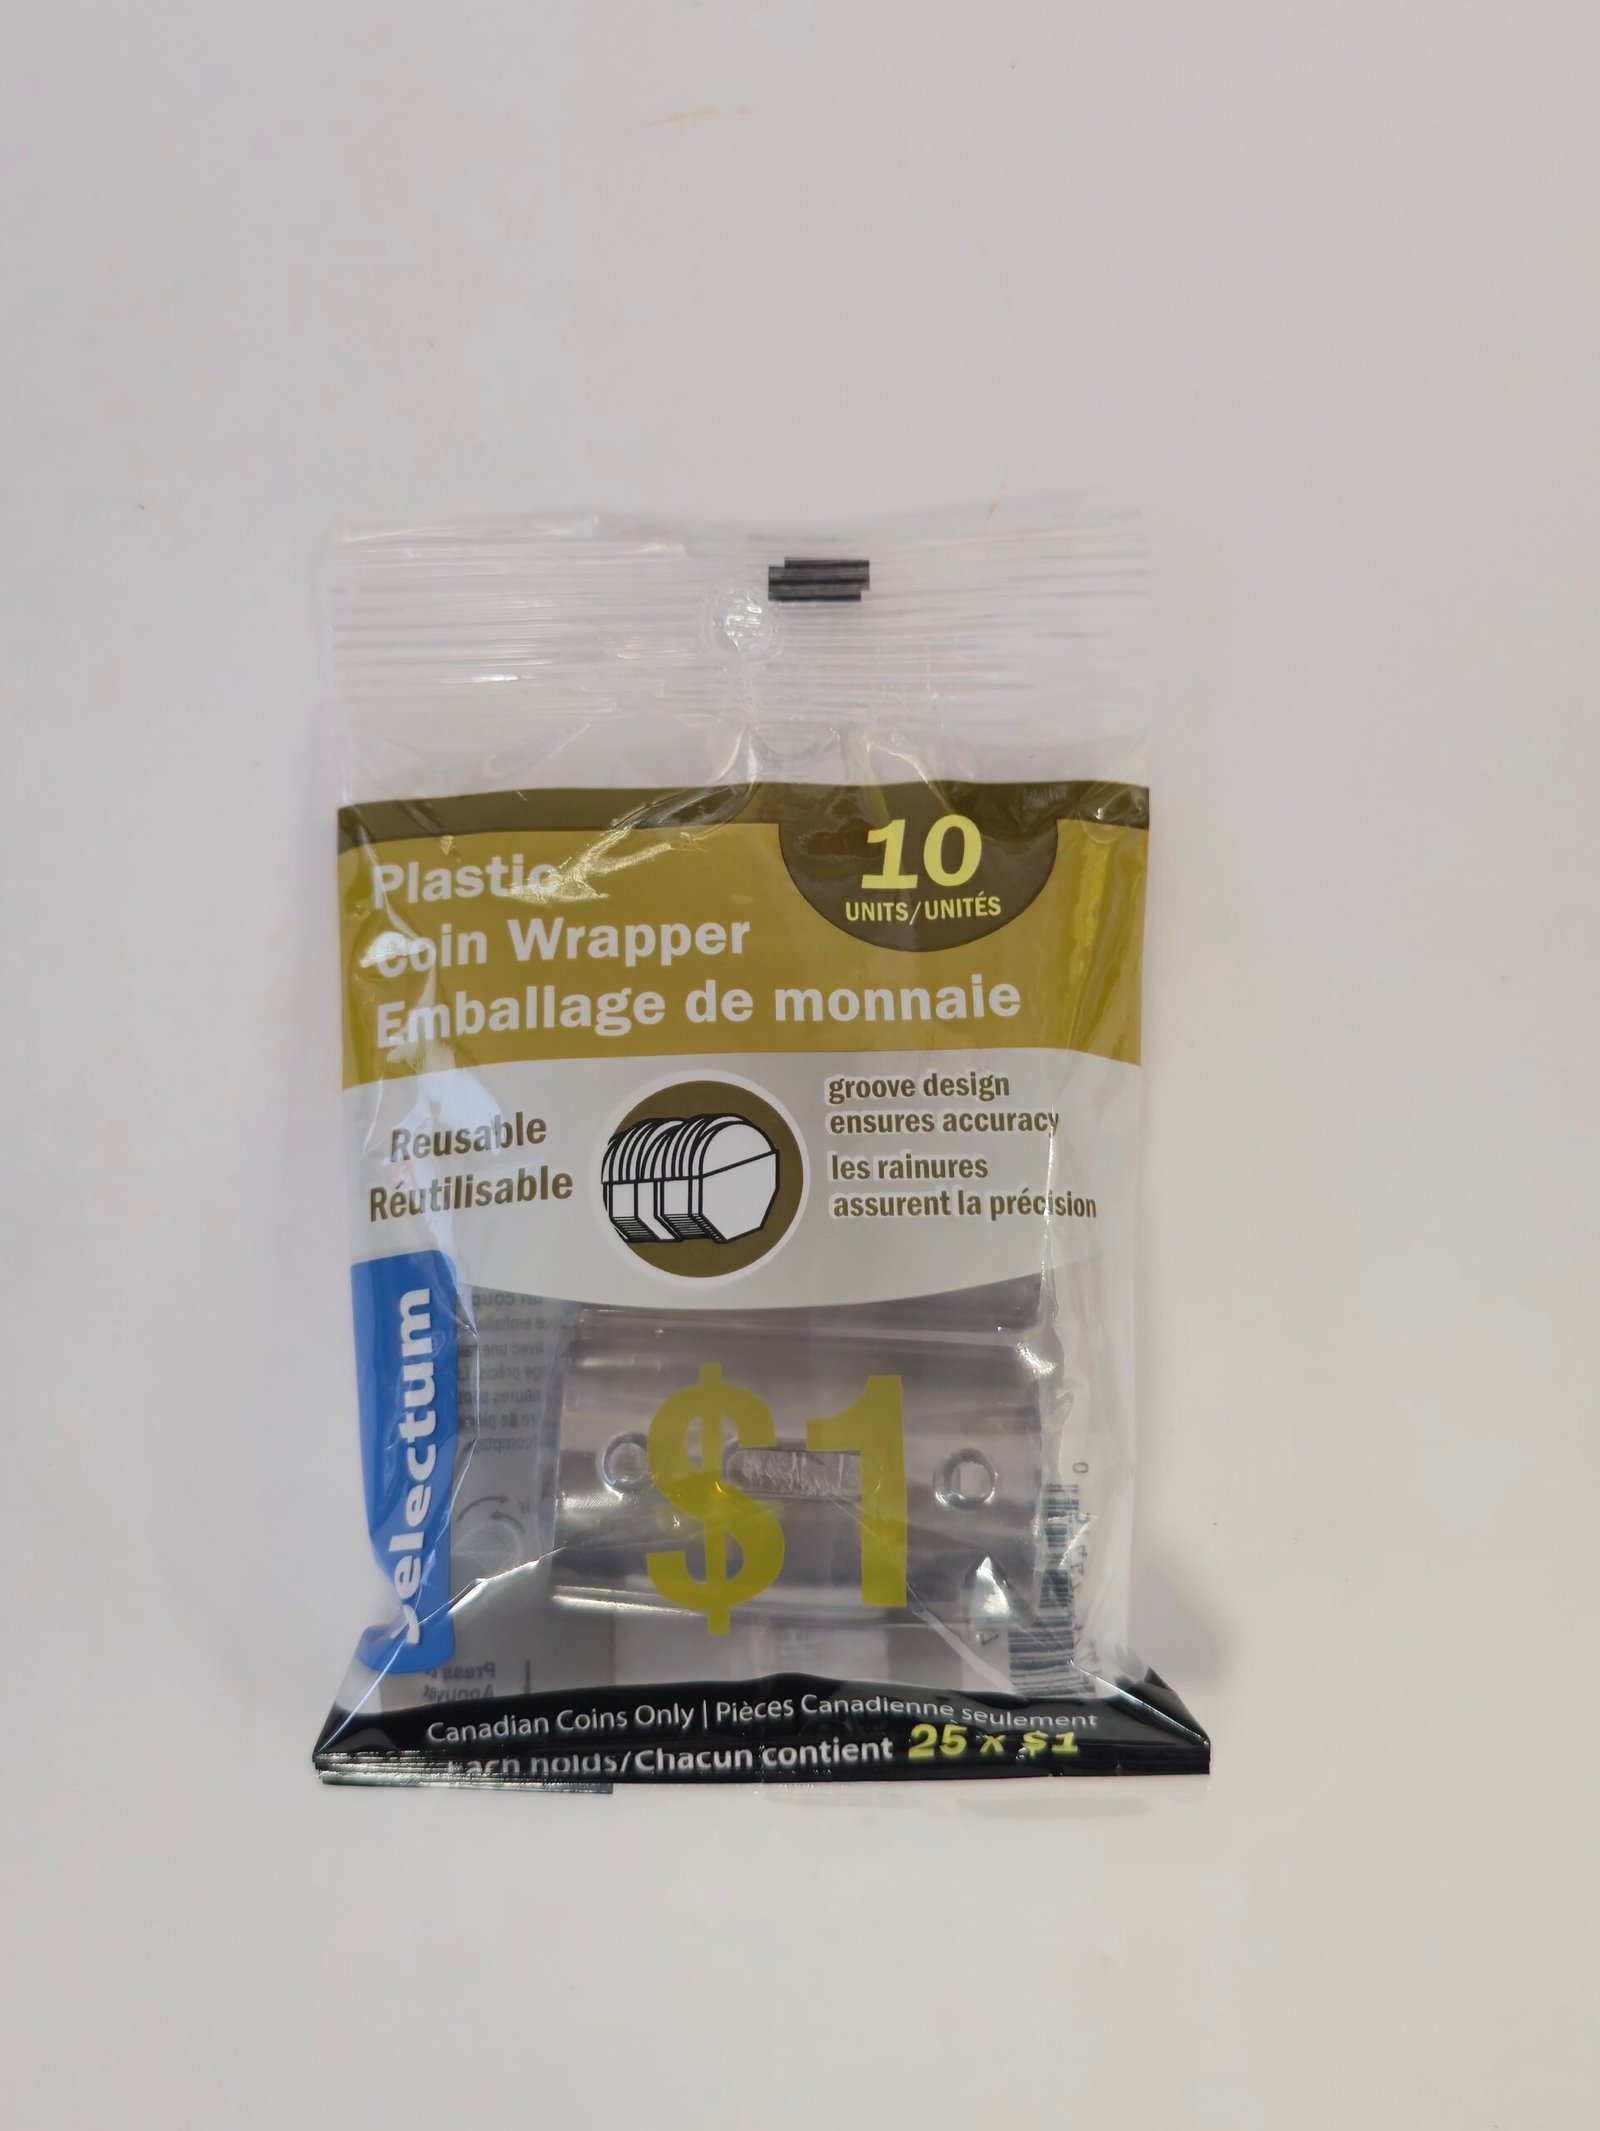 10
UNITS/UNITÉS
Plastic
Coin Wrapper
Emballage de monnaie
Reusable
Réutilisable
groove design
ensures accuracy
les rainures
assurent la précision
selectum
$1
Canadian Coins Only | Pièces Canadienne seulement
Each holds/Chacun contient 25 x $1